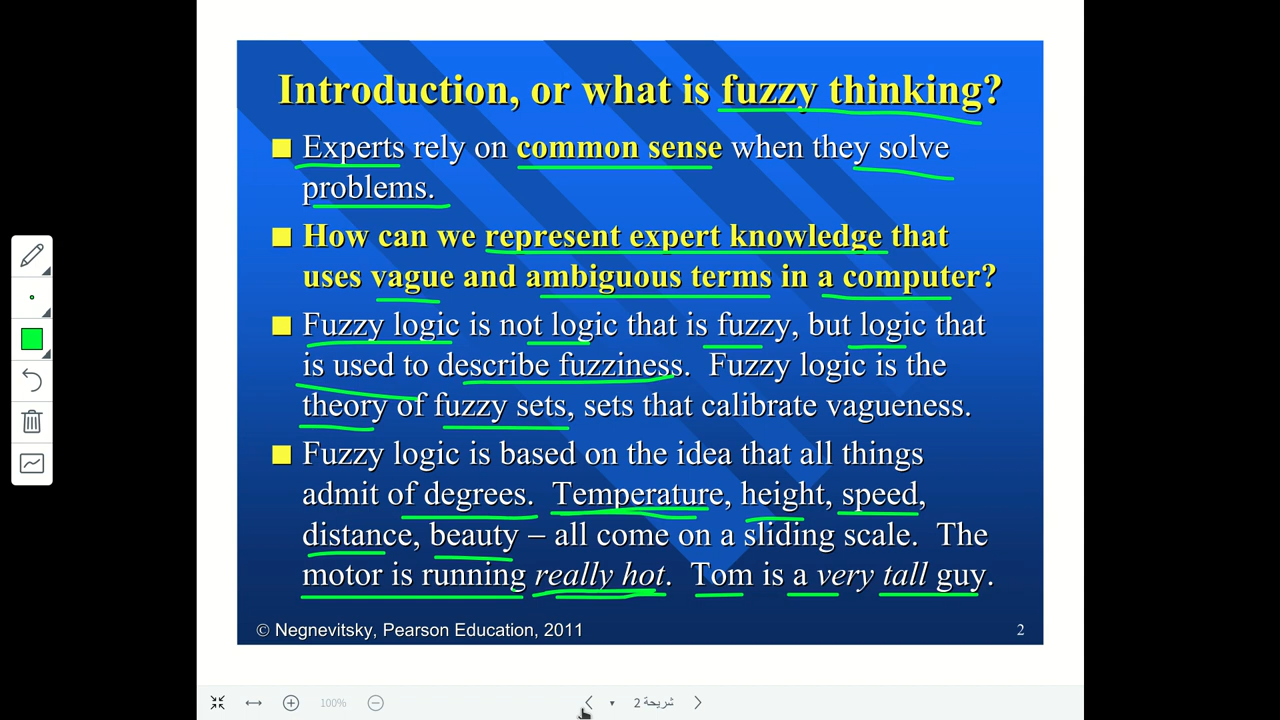 Introduction, or what is fuzzy thinking?
Experts rely on common sense when they solve
problems.
How can we represent expert knowledge that
uses vague and ambiguous terms in a computer?
Fuzzy logic is not logic that is fuzzy, but logic that
is used to describe fuzziness. Fuzzy logic is the
theory of fuzzy sets, sets that calibrate vagueness.
Fuzzy logic is based on the idea that all things
admit of degrees. Temperature, height, speed,
distance, beauty – all come on a sliding scale. The
motor is running really hot. Tom is a very tall guy.
© Negnevitsky, Pearson Education, 2011
2
100%
شريحة 2